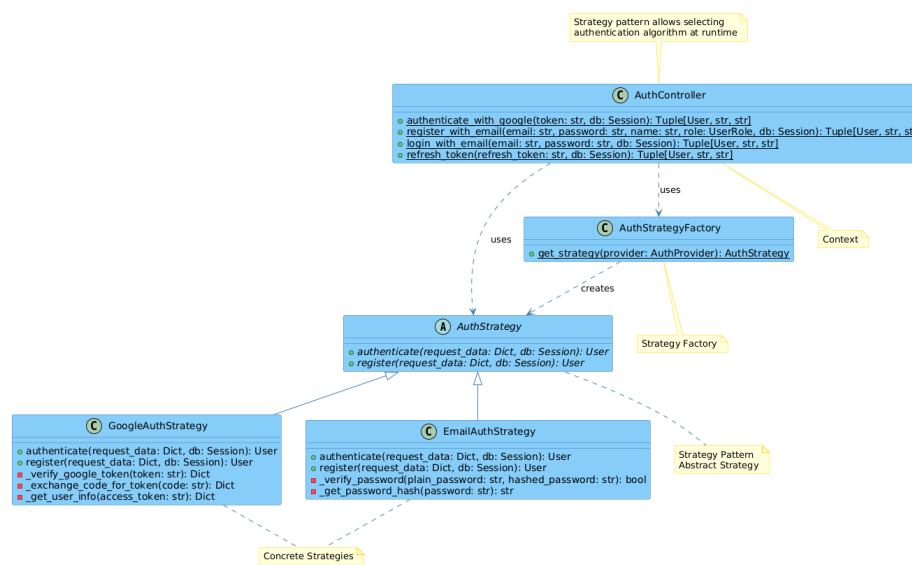 Strategy pattern allows selecting
authentication algorithm at runtime
C AuthController
authenticate_with_google(token: str, db: Session): Tuple[User, str, str]
register_with_email(email: str, password: str, name: str, role: UserRole, db: Session): Tuple[User, str, st
login_with_email(email: str, password: str, db: Session): Tuple[User, str, str]
refresh_token(refresh_token: str, db: Session): Tuple[User, str, str]
uses
uses
C AuthStrategyFactory
get_strategy(provider: AuthProvider): AuthStrategy
Context
creates
A AuthStrategy
authenticate(request_data: Dict, db: Session): User
register(request_data: Dict, db: Session): User
Strategy Factory
C GoogleAuthStrategy
authenticate(request_data: Dict, db: Session): User
register(request_data: Dict, db: Session): User
_verify_google_token(token: str): Dict
_exchange_code_for_token(code: str): Dict
_get_user_info(access_token: str): Dict
C EmailAuthStrategy
authenticate(request_data: Dict, db: Session): User
register(request_data: Dict, db: Session): User
_verify_password(plain_password: str, hashed_password: str): bool
_get_password_hash(password: str): str
Strategy Pattern
Abstract Strategy
Concrete Strategies